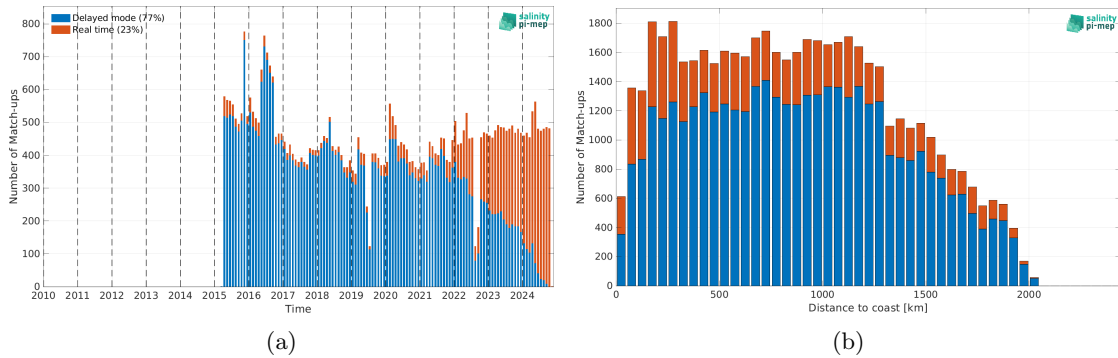 Delayed mode (77%)
Real time (23%)
salinity
pi-mep
800
700
600
500
400
300
200
100
0
Number of Match-ups
2010 2011 2012 2013 2014 2015 2016 2017 2018 2019 2020 2021 2022 2023 2024
Time
(a)
salinity
pi-mep
1800
1600
1400
1200
1000
800
600
400
200
0
Number of Match-ups
0 500 1000 1500 2000
Distance to coast [km]
(b)